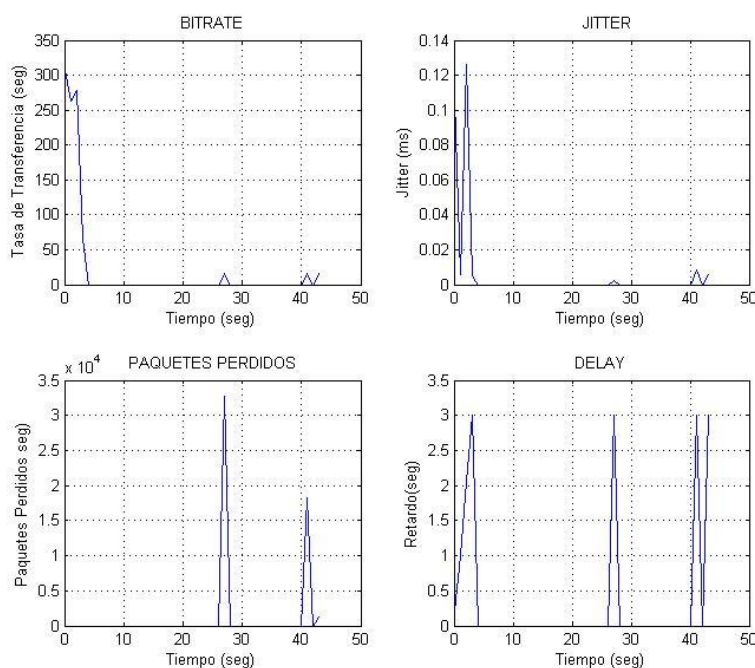 BITRATE
350
300
250
200
150
100
50
0
Tasa de Transferencia (seg)
0 10 20 30 40 50
Tiempo (seg)
JITTER
0.14
0.12
0.1
0.08
0.06
0.04
0.02
0
Jitter (ms)
0 10 20 30 40 50
Tiempo (seg)
PAQUETES PERDIDOS
x 10^4
3.5
3
2.5
2
1.5
1
0.5
0
Paquetes Perdidos seg)
0 10 20 30 40 50
Tiempo (seg)
DELAY
3.5
3
2.5
2
1.5
1
0.5
0
Retardo(seg)
0 10 20 30 40 50
Tiempo (seg)